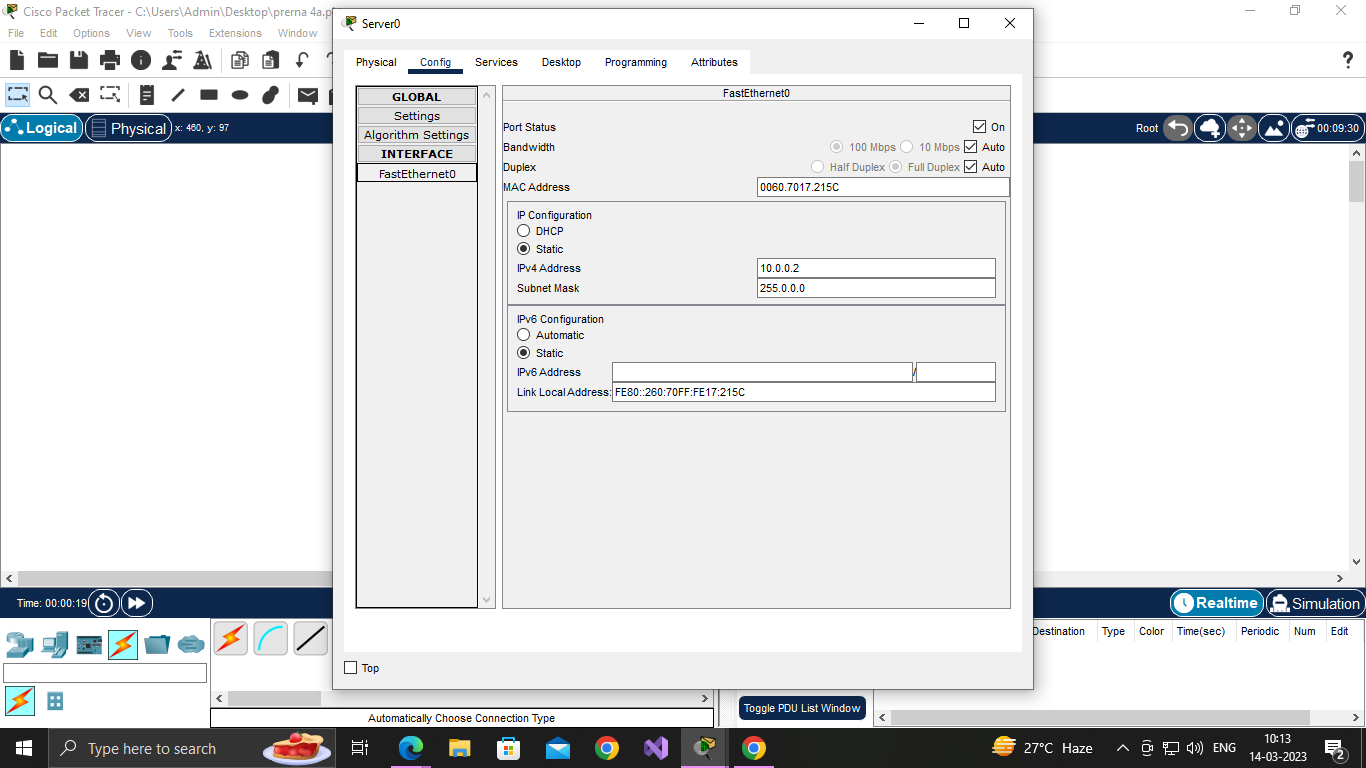 Cisco Packet Tracer - C:\Users\Admin\Desktop\prerna 4a.p
File Edit Options View Tools Extensions Window
Server0
Physical Config Services Desktop Programming Attributes
GLOBAL
Settings
Algorithm Settings
INTERFACE
FastEthernet0
FastEthernet0
Port Status On
Bandwidth 100 Mbps 10 Mbps Auto
Duplex Half Duplex Full Duplex Auto
MAC Address 0060.7017.215C
IP Configuration
DHCP
Static
IPv4 Address 10.0.0.2
Subnet Mask 255.0.0.0
IPv6 Configuration
Automatic
Static
IPv6 Address /
Link Local Address: FE80::260:70FF:FE17:215C
Top
Logical Physical x: 460, y: 97
Root 00:09:30
Time: 00:00:19
Realtime Simulation
Destination Type Color Time(sec) Periodic Num Edit
Automatically Choose Connection Type
Toggle PDU List Window
Type here to search
27°C Haze
ENG
10:13
14-03-2023
2